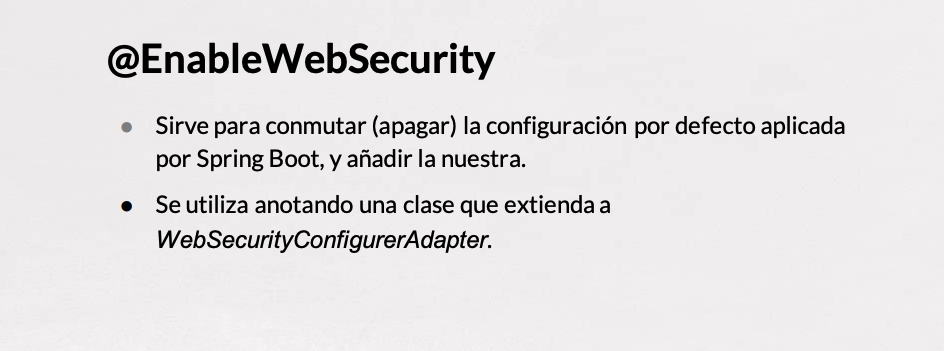 @EnableWebSecurity
● Sirve para conmutar (apagar) la configuración por defecto aplicada
por Spring Boot, y añadir la nuestra.
● Se utiliza anotando una clase que extienda a
WebSecurityConfigurerAdapter.